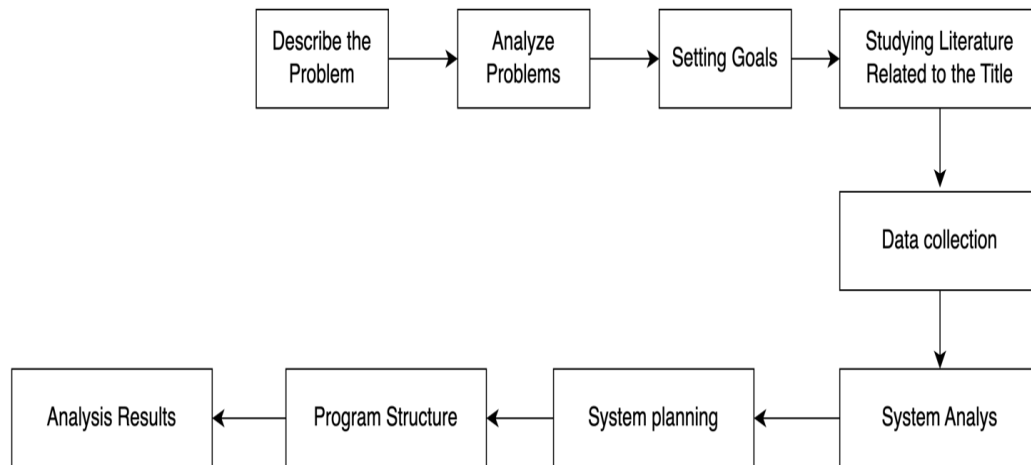 Describe the
Problem
Analyze
Problems
Setting Goals
Studying Literature
Related to the Title
Data collection
System Analys
System planning
Program Structure
Analysis Results